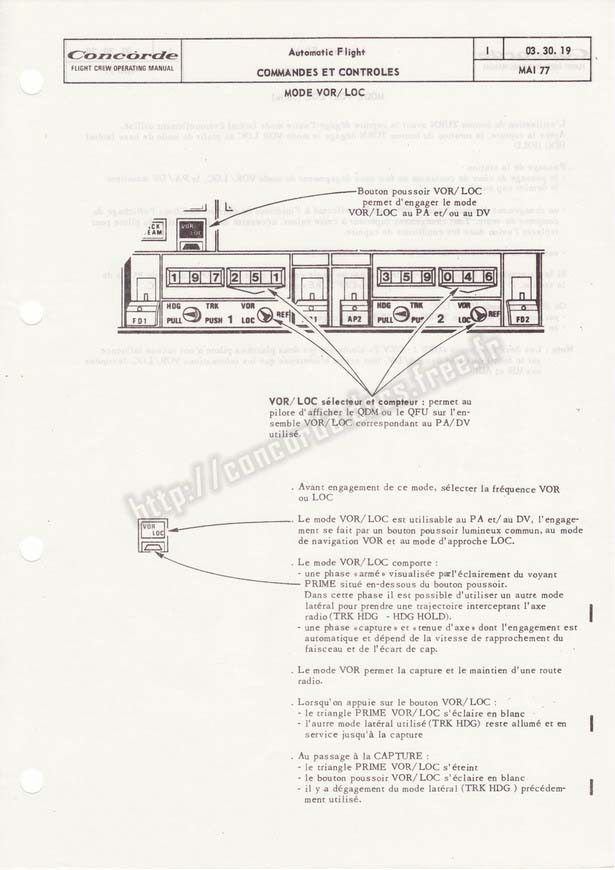 Concorde
FLIGHT CREW OPERATING MANUAL
Automatic Flight
COMMANDES ET CONTROLES
MODE VOR/LOC
1
03. 30. 19
MAI 77
Bouton poussoir VOR/LOC
permet d'engager le mode
VOR/LOC au PA et/ou au DV
CK
EAM
VOR
LOC
1 9 7 2 5 1
3 5 9 0 4 6
HDG TRK VOR
PULL PUSH 1 LOC REF
HDG TRK VOR
PULL PUSH 2 LOC REF
FD1
AP2
FD2
VOR/LOC sélecteur et compteur : permet au
pilote d'afficher le QDM ou le QFU sur l'en-
semble VOR/LOC correspondant au PA/DV
utilisé.
http://concorde.docs.free.fr
. Avant engagement de ce mode, sélecter la fréquence VOR
ou LOC
VOR
LOC
. Le mode VOR/LOC est utilisable au PA et/au DV, l'engage-
ment se fait par un bouton poussoir lumineux commun, au mode
de navigation VOR et au mode d'approche LOC.
. Le mode VOR/LOC comporte :
- une phase «armé» visualisée par l'éclairement du voyant
PRIME situé en-dessous du bouton poussoir.
Dans cette phase il est possible d'utiliser un autre mode
latéral pour prendre une trajectoire interceptant l'axe
radio (TRK HDG - HDG HOLD).
- une phase «capture» et «tenue d'axe» dont l'engagement est
automatique et dépend de la vitesse de rapprochement du
faisceau et de l'écart de cap.
. Le mode VOR permet la capture et le maintien d'une route
radio.
. Lorsqu'on appuie sur le bouton VOR/LOC :
- le triangle PRIME VOR/LOC s'éclaire en blanc
- l'autre mode latéral utilisé (TRK HDG) reste allumé et en
service jusqu'à la capture
. Au passage à la CAPTURE :
- le triangle PRIME VOR/LOC s'éteint
- le bouton poussoir VOR/LOC s'éclaire en blanc
- il y a dégagement du mode latéral (TRK HDG ) précédem-
ment utilisé.